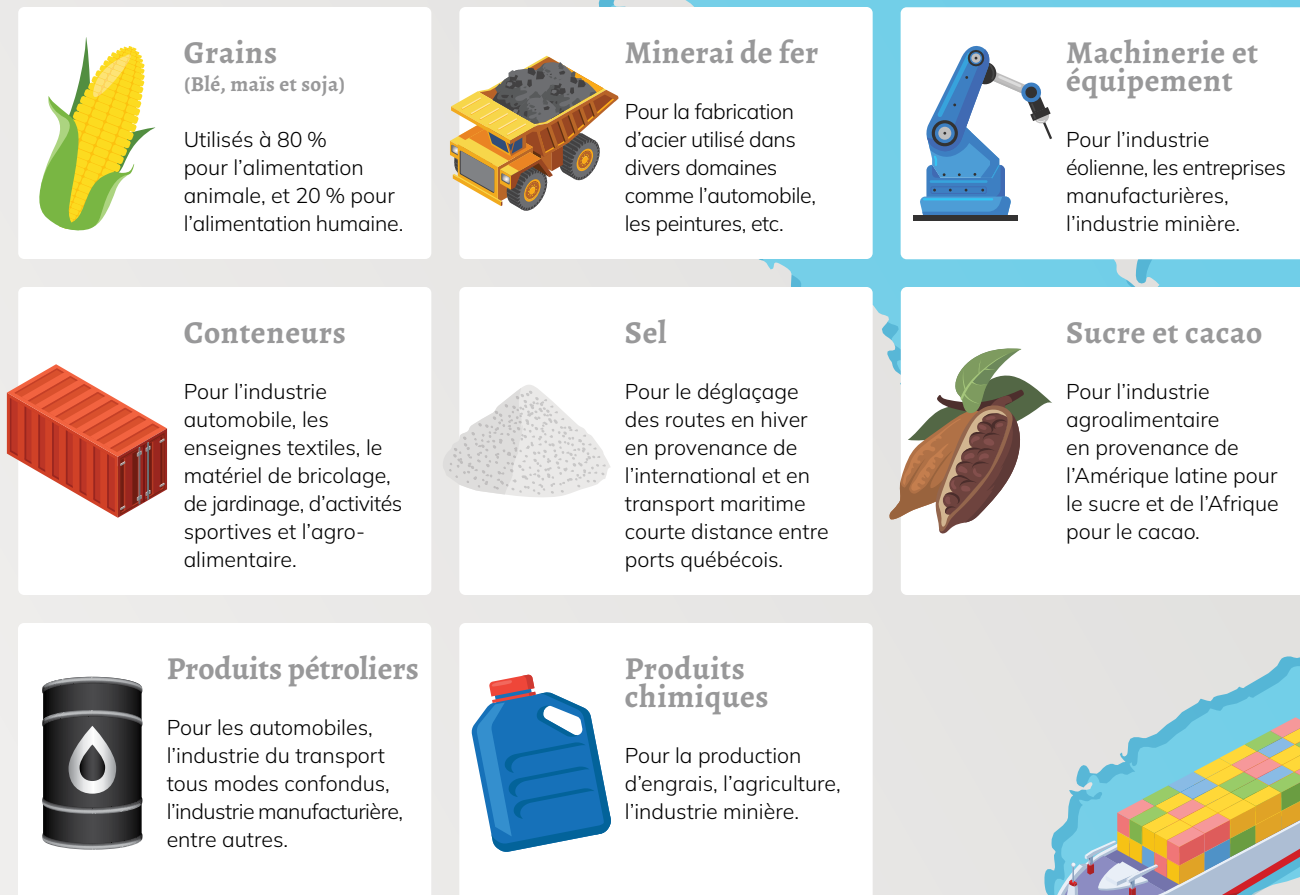 Grains
(Blé, maïs et soja)
Utilisés à 80 %
pour l’alimentation
animale, et 20 % pour
l’alimentation humaine.
Minerai de fer
Pour la fabrication
d’acier utilisé dans
divers domaines
comme l’automobile,
les peintures, etc.
Machinerie et
équipement
Pour l’industrie
éolienne, les entreprises
manufacturières,
l’industrie minière.
Conteneurs
Pour l’industrie
automobile, les
enseignes textiles, le
matériel de bricolage,
de jardinage, d’activités
sportives et l’agro-
alimentaire.
Sel
Pour le déglaçage
des routes en hiver
en provenance de
l’international et en
transport maritime
courte distance entre
ports québécois.
Sucre et cacao
Pour l’industrie
agroalimentaire
en provenance de
l’Amérique latine pour
le sucre et de l’Afrique
pour le cacao.
Produits pétroliers
Pour les automobiles,
l’industrie du transport
tous modes confondus,
l’industrie manufacturière,
entre autres.
Produits
chimiques
Pour la production
d’engrais, l’agriculture,
l’industrie minière.